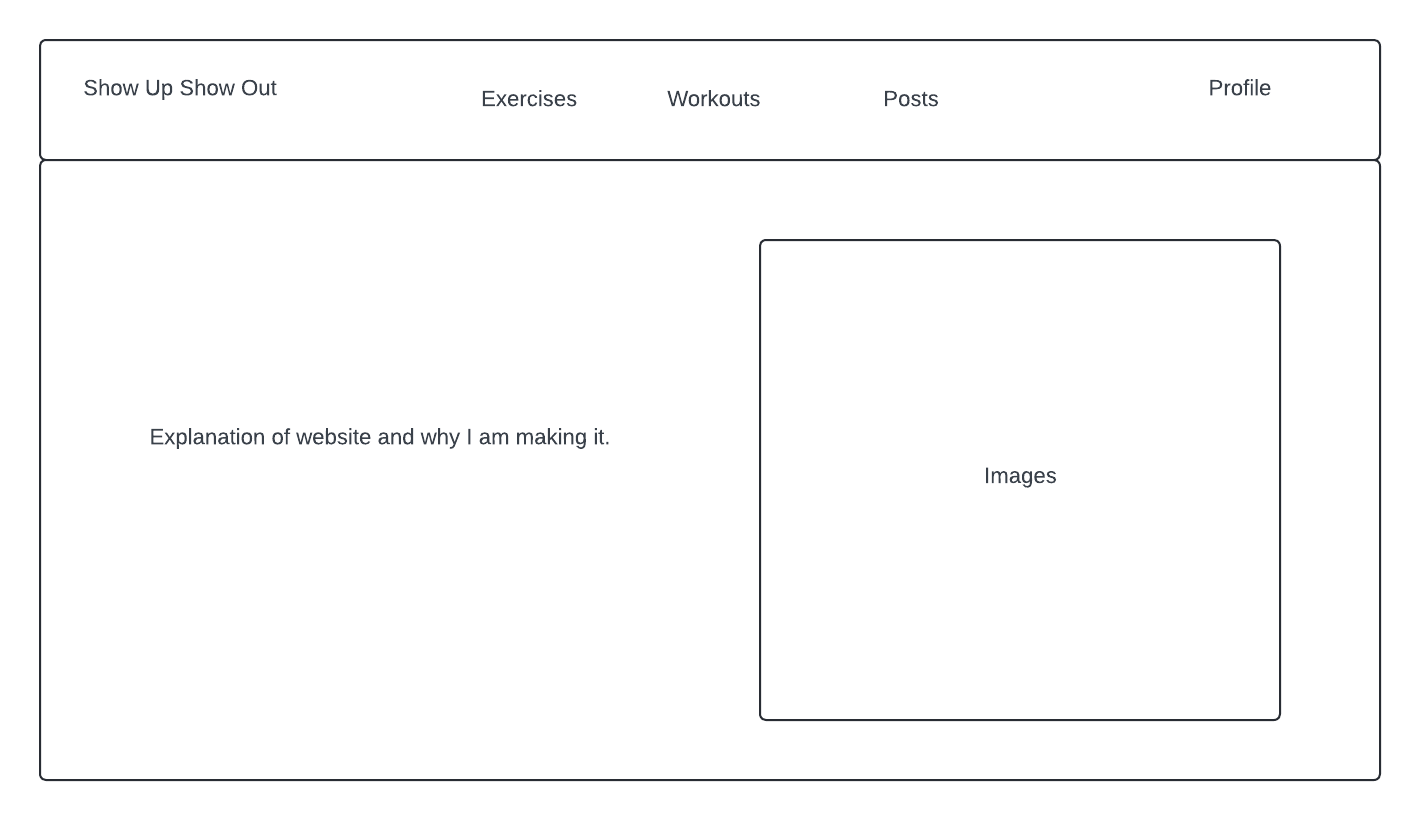 Show Up Show Out
Exercises
Workouts
Posts
Profile
Explanation of website and why I am making it.
Images